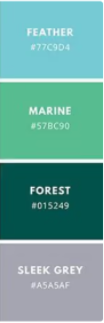 FEATHER
#77C9D4
MARINE
#57BC90
FOREST
#015249
SLEEK GREY
#A5A5AF